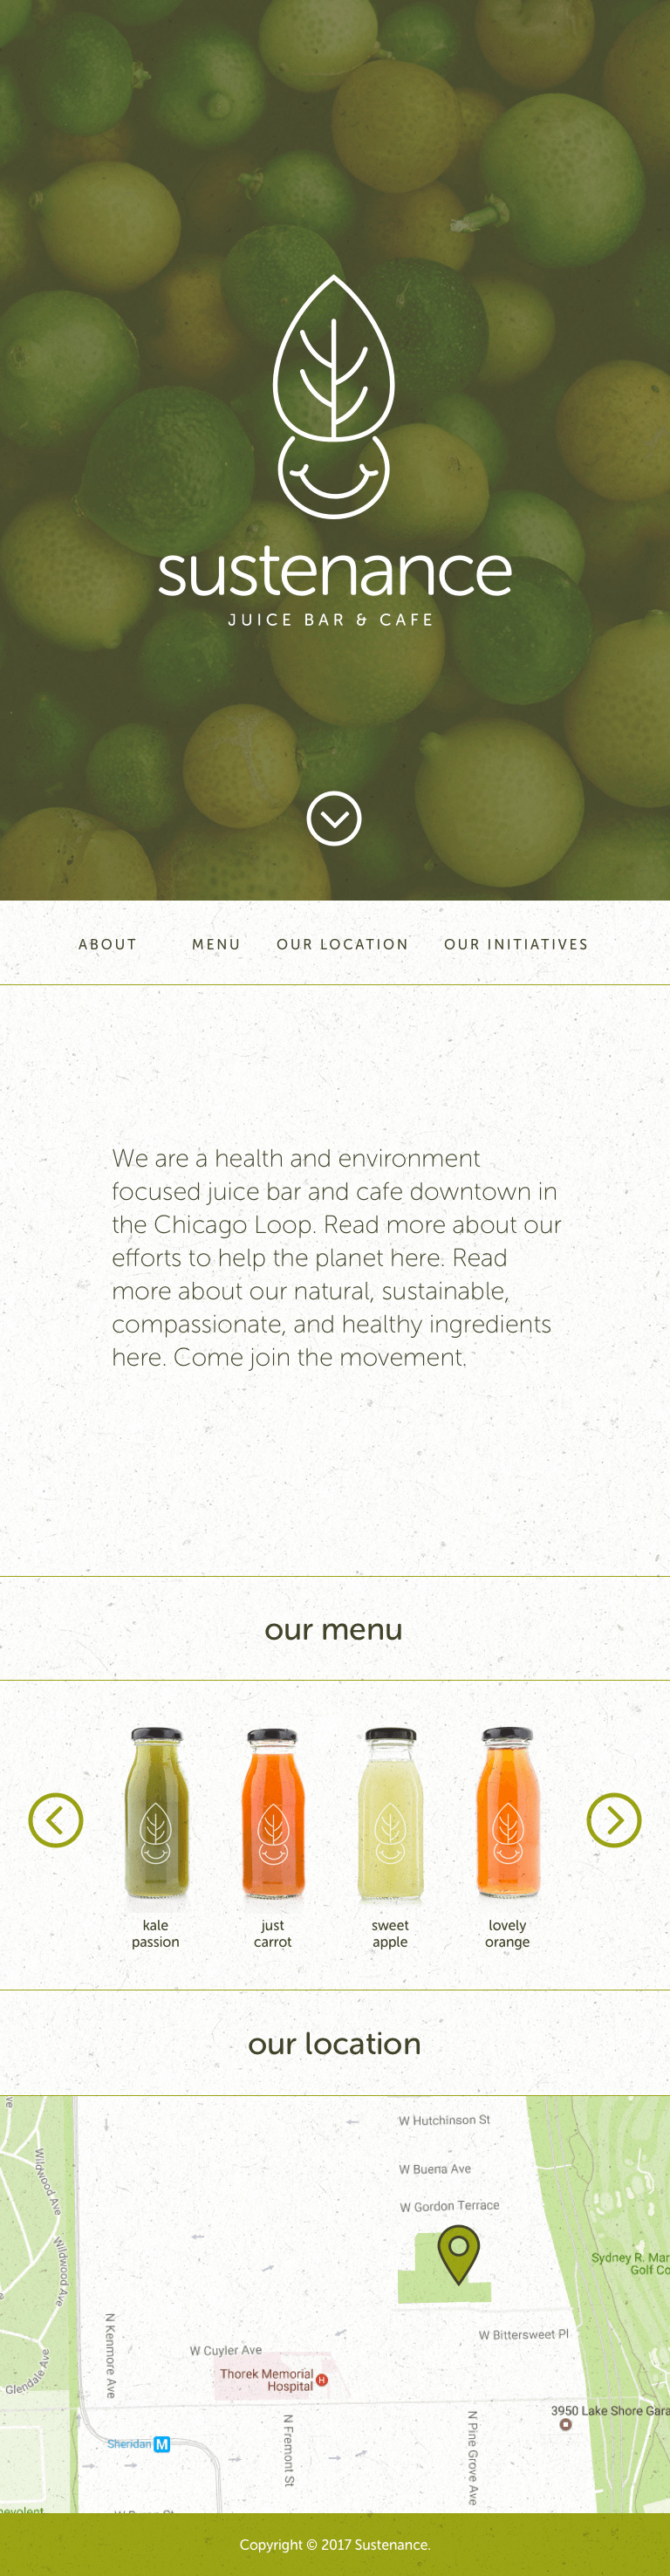 sustenance
JUICE BAR & CAFE
ABOUT MENU OUR LOCATION OUR INITIATIVES
We are a health and environment
focused juice bar and cafe downtown in
the Chicago Loop. Read more about our
efforts to help the planet here. Read
more about our natural, sustainable,
compassionate, and healthy ingredients
here. Come join the movement.
our menu
kale
passion
just
carrot
sweet
apple
lovely
orange
our location
W Hutchinson St
Wildwood Ave
W Buena Ave
W Gordon Terrace
Wildwood Ave
Sydney R. Mar
Golf Co
N Kenmore Ave
W Bittersweet Pl
W Cuyler Ave
Glendale Ave
Thorek Memorial
Hospital
H
3950 Lake Shore Gara
N Fremont St
N Pine Grove Ave
Sheridan M
Copyright © 2017 Sustenance.